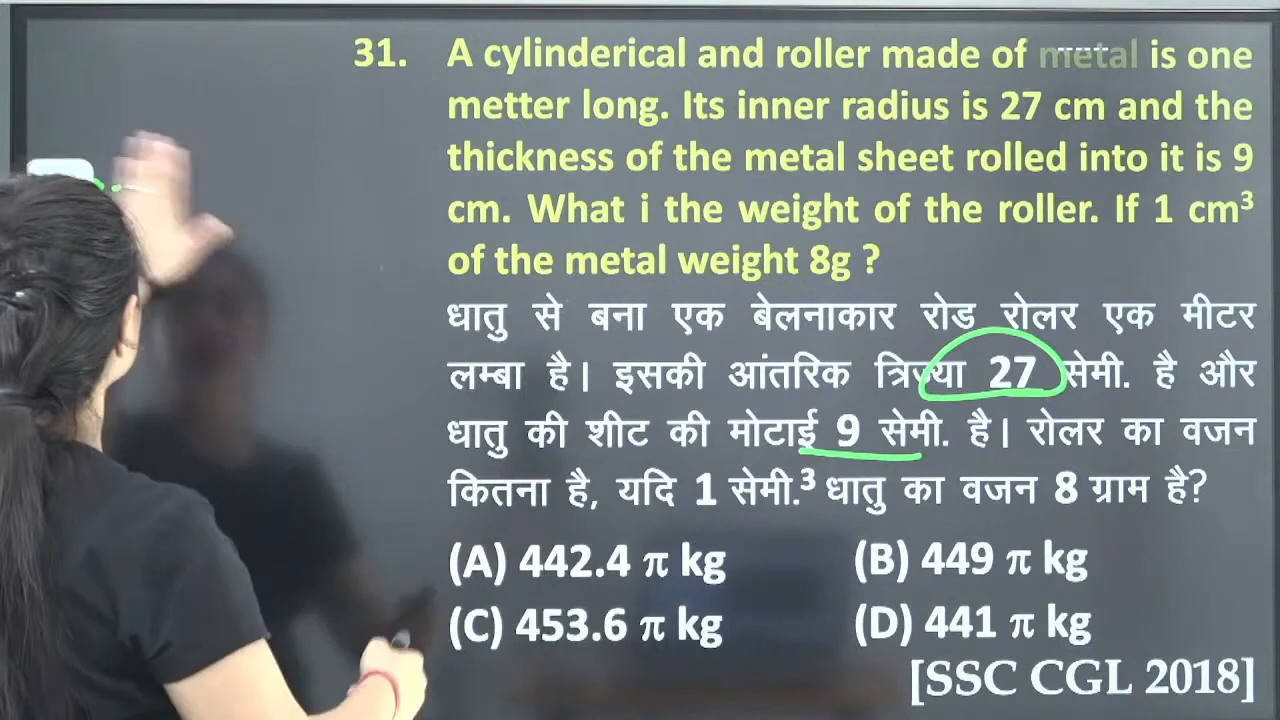 31. A cylinderical and roller made of metal is one
metter long. Its inner radius is 27 cm and the
thickness of the metal sheet rolled into it is 9
cm. What i the weight of the roller. If 1 cm³
of the metal weight 8g ?
धातु से बना एक बेलनाकार रोड रोलर एक मीटर
लम्बा है। इसकी आंतरिक त्रिज्या 27 सेमी. है और
धातु की शीट की मोटाई 9 सेमी. है। रोलर का वजन
कितना है, यदि 1 सेमी.³ धातु का वजन 8 ग्राम है?
(A) 442.4 π kg (B) 449 π kg
(C) 453.6 π kg (D) 441 π kg
[SSC CGL 2018]